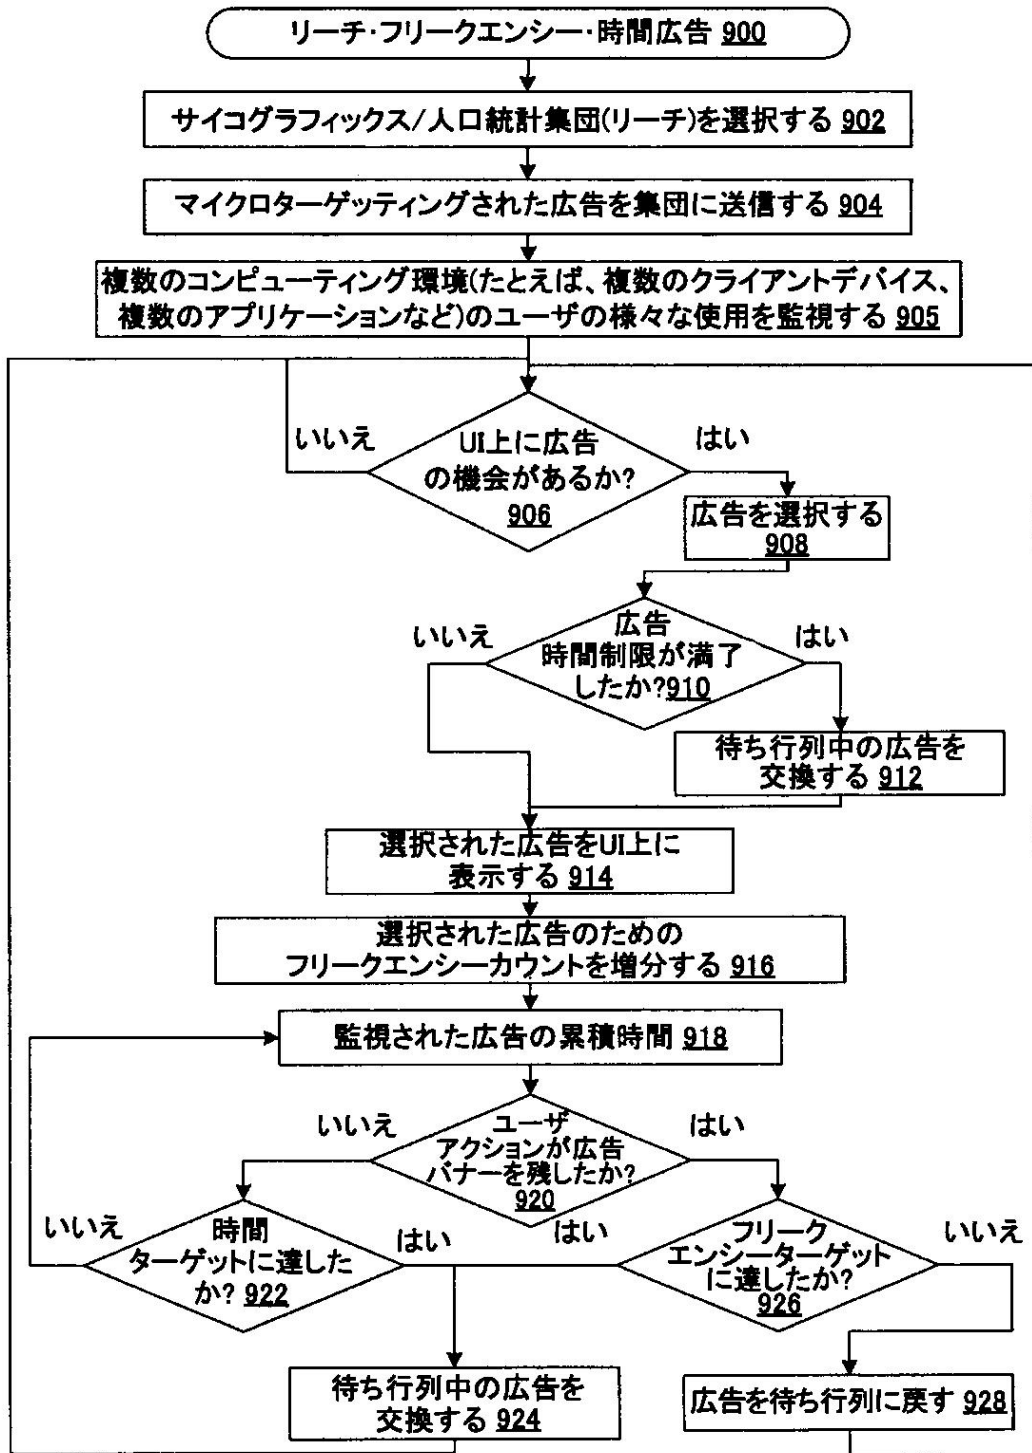 リーチ・フリークエンシー・時間広告 900
サイコグラフィックス/人口統計集団(リーチ)を選択する 902
マイクロターゲッティングされた広告を集団に送信する 904
複数のコンピューティング環境(たとえば、複数のクライアントデバイス、
複数のアプリケーションなど)のユーザの様々な使用を監視する 905
いいえ
UI上に広告
の機会があるか?
906
はい
広告を選択する
908
いいえ
広告
時間制限が満了
したか?910
はい
待ち行列中の広告を
交換する 912
選択された広告をUI上に
表示する 914
選択された広告のための
フリークエンシーカウントを増分する 916
監視された広告の累積時間 918
いいえ
ユーザ
アクションが広告
バナーを残したか?
920
はい
いいえ
時間
ターゲットに達した
か? 922
はい
はい
フリーク
エンシーターゲット
に達したか?
926
いいえ
待ち行列中の広告を
交換する 924
広告を待ち行列に戻す 928